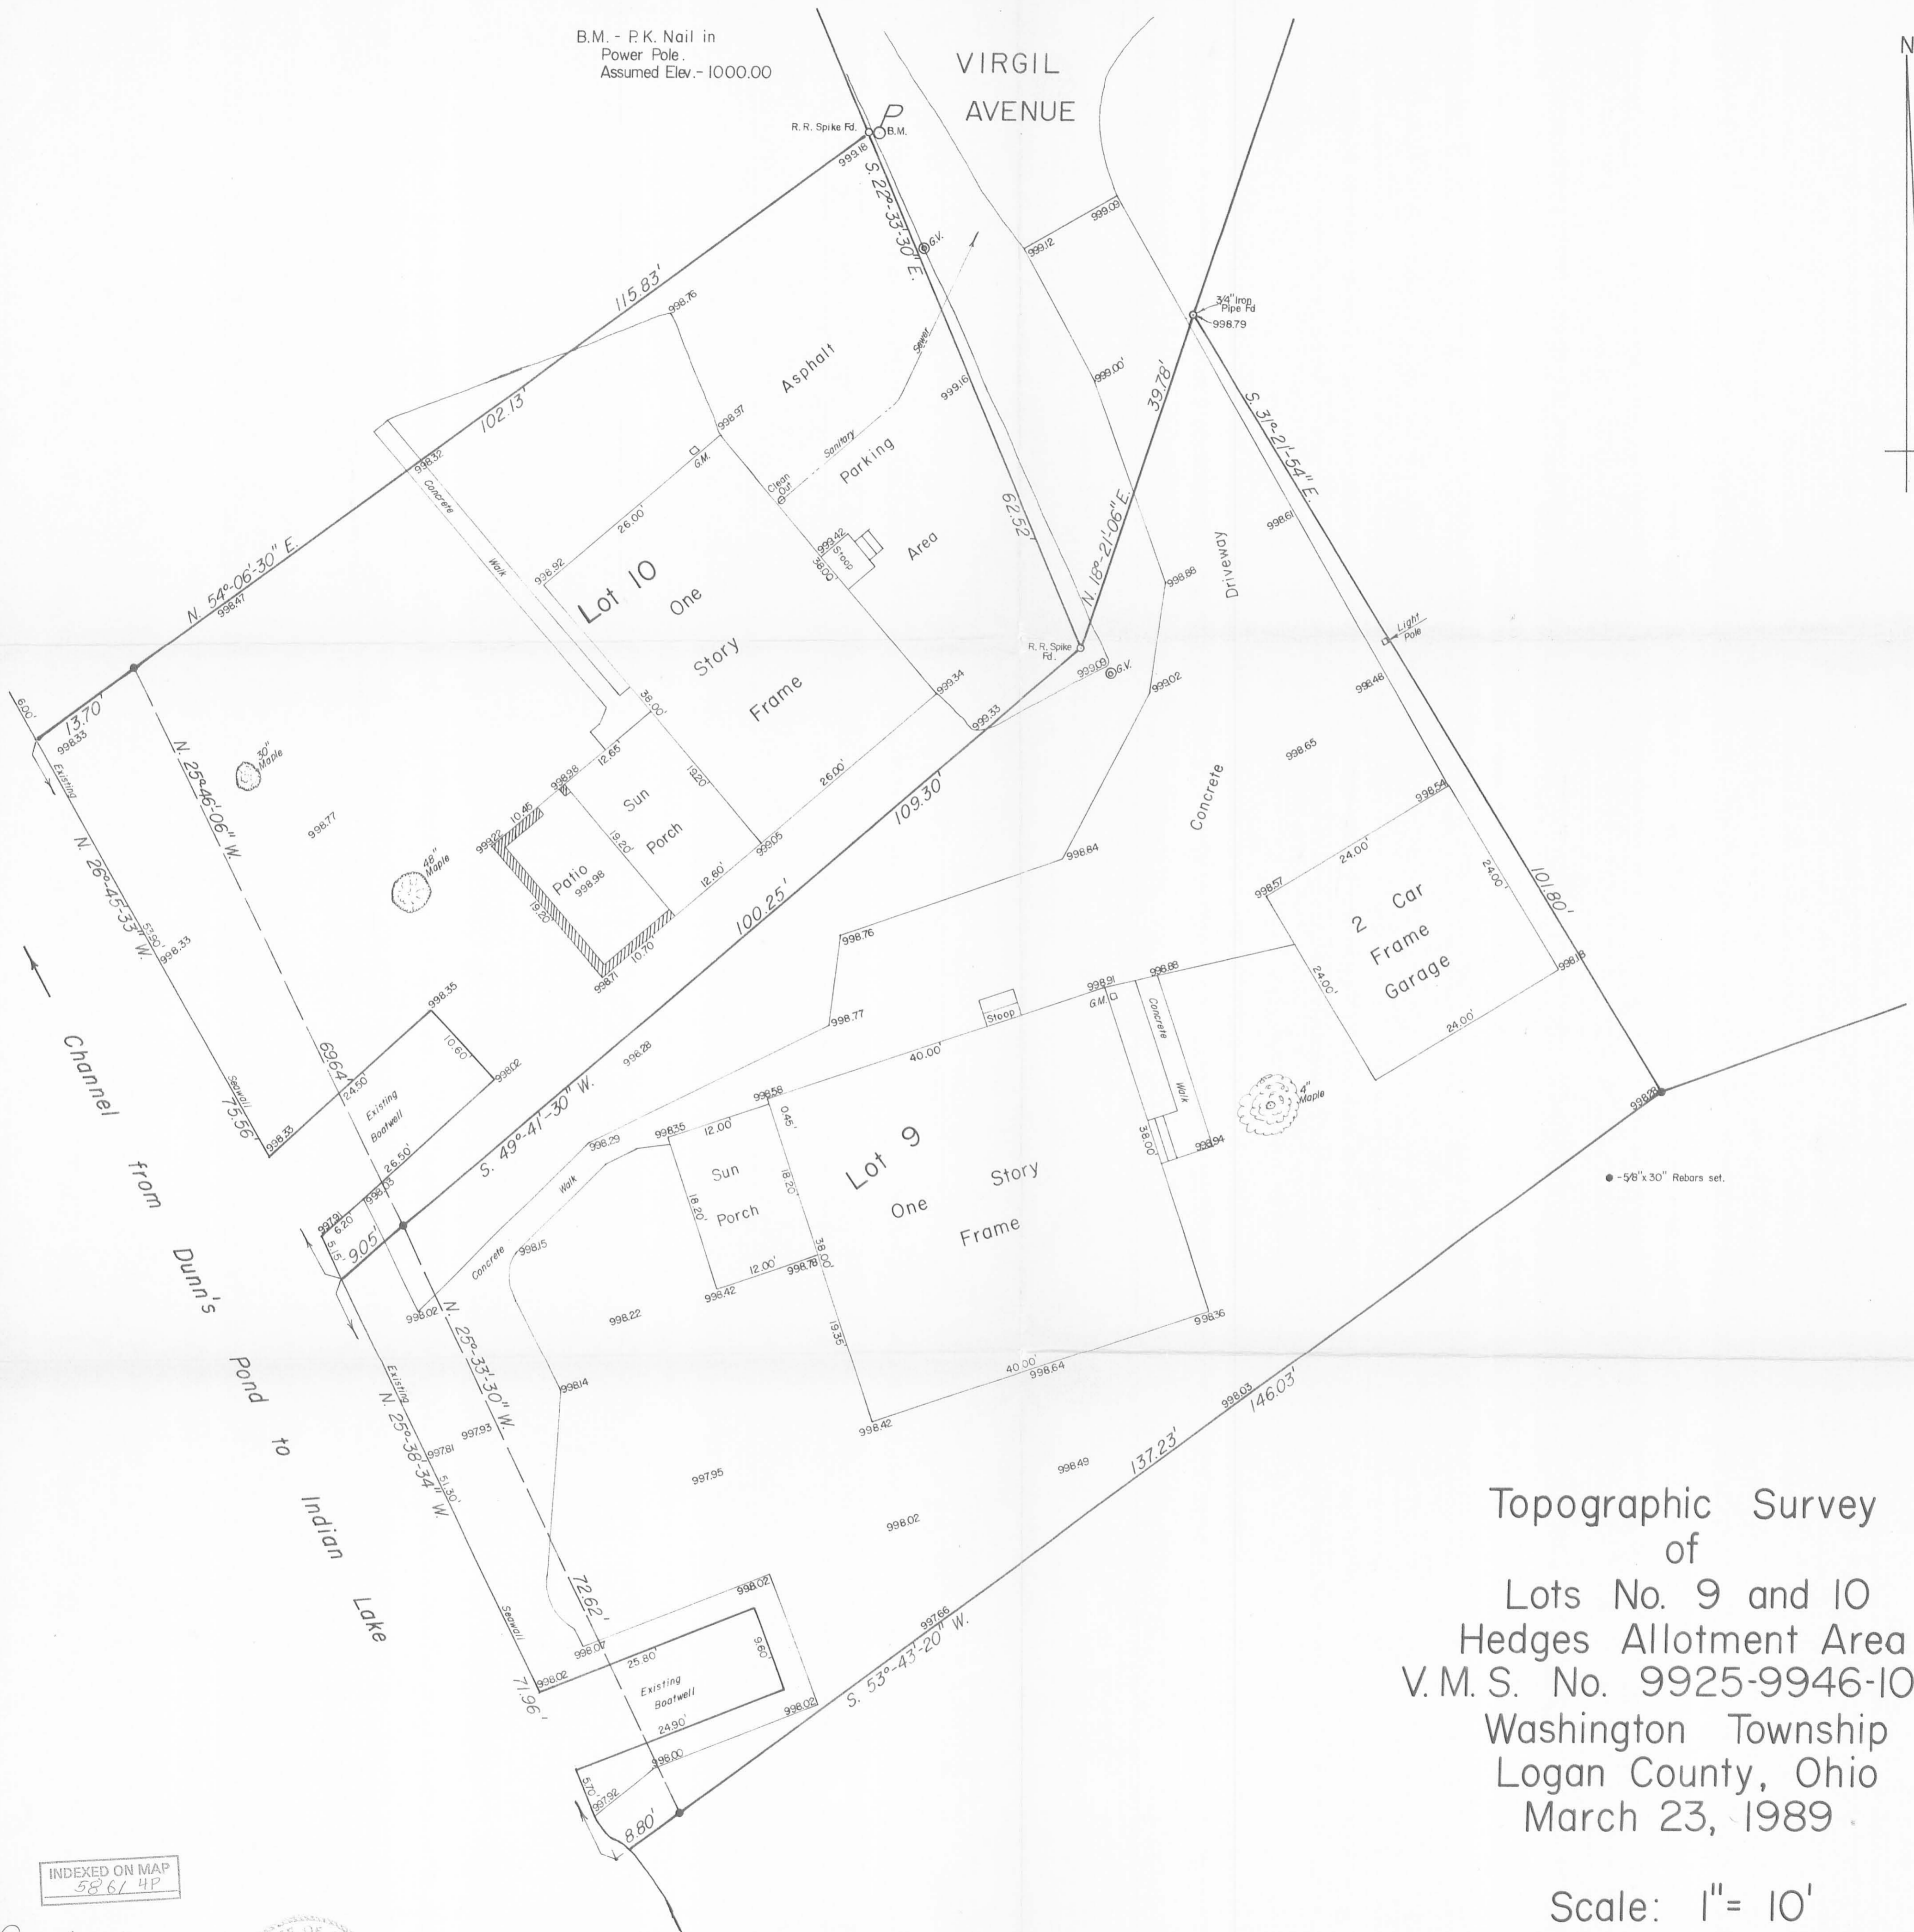 B.M. - P.K. Nail in
Power Pole.
Assumed Elev.- 1000.00
VIRGIL
AVENUE
N
P
R. R. Spike Fd.
B.M.
999.18
S. 22°-33'-30" E.
G.V.
999.09
999.12
115.83'
998.76
3/4" Iron
Pipe Fd
998.79
Sewer
Asphalt
999.16
999.00'
39.78'
S. 31°-21'-54" E.
102.13'
998.97
Sanitary
Parking
G.M.
998.32
Concrete
Clean
Out
62.52'
N. 18°-21'-06" E.
998.61
26.00'
999.42
Stoop
38.00'
Area
Driveway
Walk
998.92
Lot 10
One
998.88
N. 54°-06'-30" E.
998.47
Light
Pole
Story
R. R. Spike
Fd.
999.09
G.V.
999.34
999.02
998.48
Frame
38.00'
6.00'
13.70'
998.33
999.33
Existing
30"
Maple
N. 25°-46'-06" W.
12.65'
998.98
19.20'
26.00'
109.30'
998.65
998.54
Sun
Porch
10.45
19.20'
998.77
999.22
999.05
Concrete
998.84
24.00'
24.00'
101.80'
48"
Maple
Patio
998.98
12.60'
998.57
2 Car
Frame
Garage
N. 26°-45'-33" W.
53.90'
998.33
19.20'
10.70'
998.71
100.25'
998.76
998.18
998.88
998.91
24.00'
G.M.
998.35
Stoop
Concrete
998.77
24.00'
10.60'
40.00'
998.28
69.64'
24.50'
998.02
Channel
from
Dunn's
Pond
to
Indian
Lake
Seawall
75.56'
998.33
Existing
Boatwell
S. 49°-41'-30" W.
998.58
Walk
4"
Maple
998.28
998.35
12.00'
0.45'
998.29
38.00'
998.94
26.50'
Sun
Porch
18.20'
18.20'
Lot 9
One
Story
Frame
● -5/8"x 30" Rebars set.
Walk
998.03
997.91
6.20'
5.15'
9.05'
Concrete
998.15
38.00'
12.00'
998.78
998.42
998.02
998.22
998.36
N. 25°-33'-30" W.
19.35'
Existing
40.00'
998.64
998.14
998.03
146.03'
N. 25°-38'-34" W.
998.42
997.93
997.81
137.23'
51.30'
997.95
998.49
998.02
72.62'
998.02
Seawall
997.66
S. 53°-43'-20" W.
998.07
25.80'
9.60'
998.02
71.96'
Existing
Boatwell
998.02
24.90'
998.00
5.70'
997.92
8.80'
Topographic Survey
of
Lots No. 9 and 10
Hedges Allotment Area
V. M. S. No. 9925-9946-10
Washington Township
Logan County, Ohio
March 23, 1989
Scale: 1"= 10'
INDEXED ON MAP
5861 4P